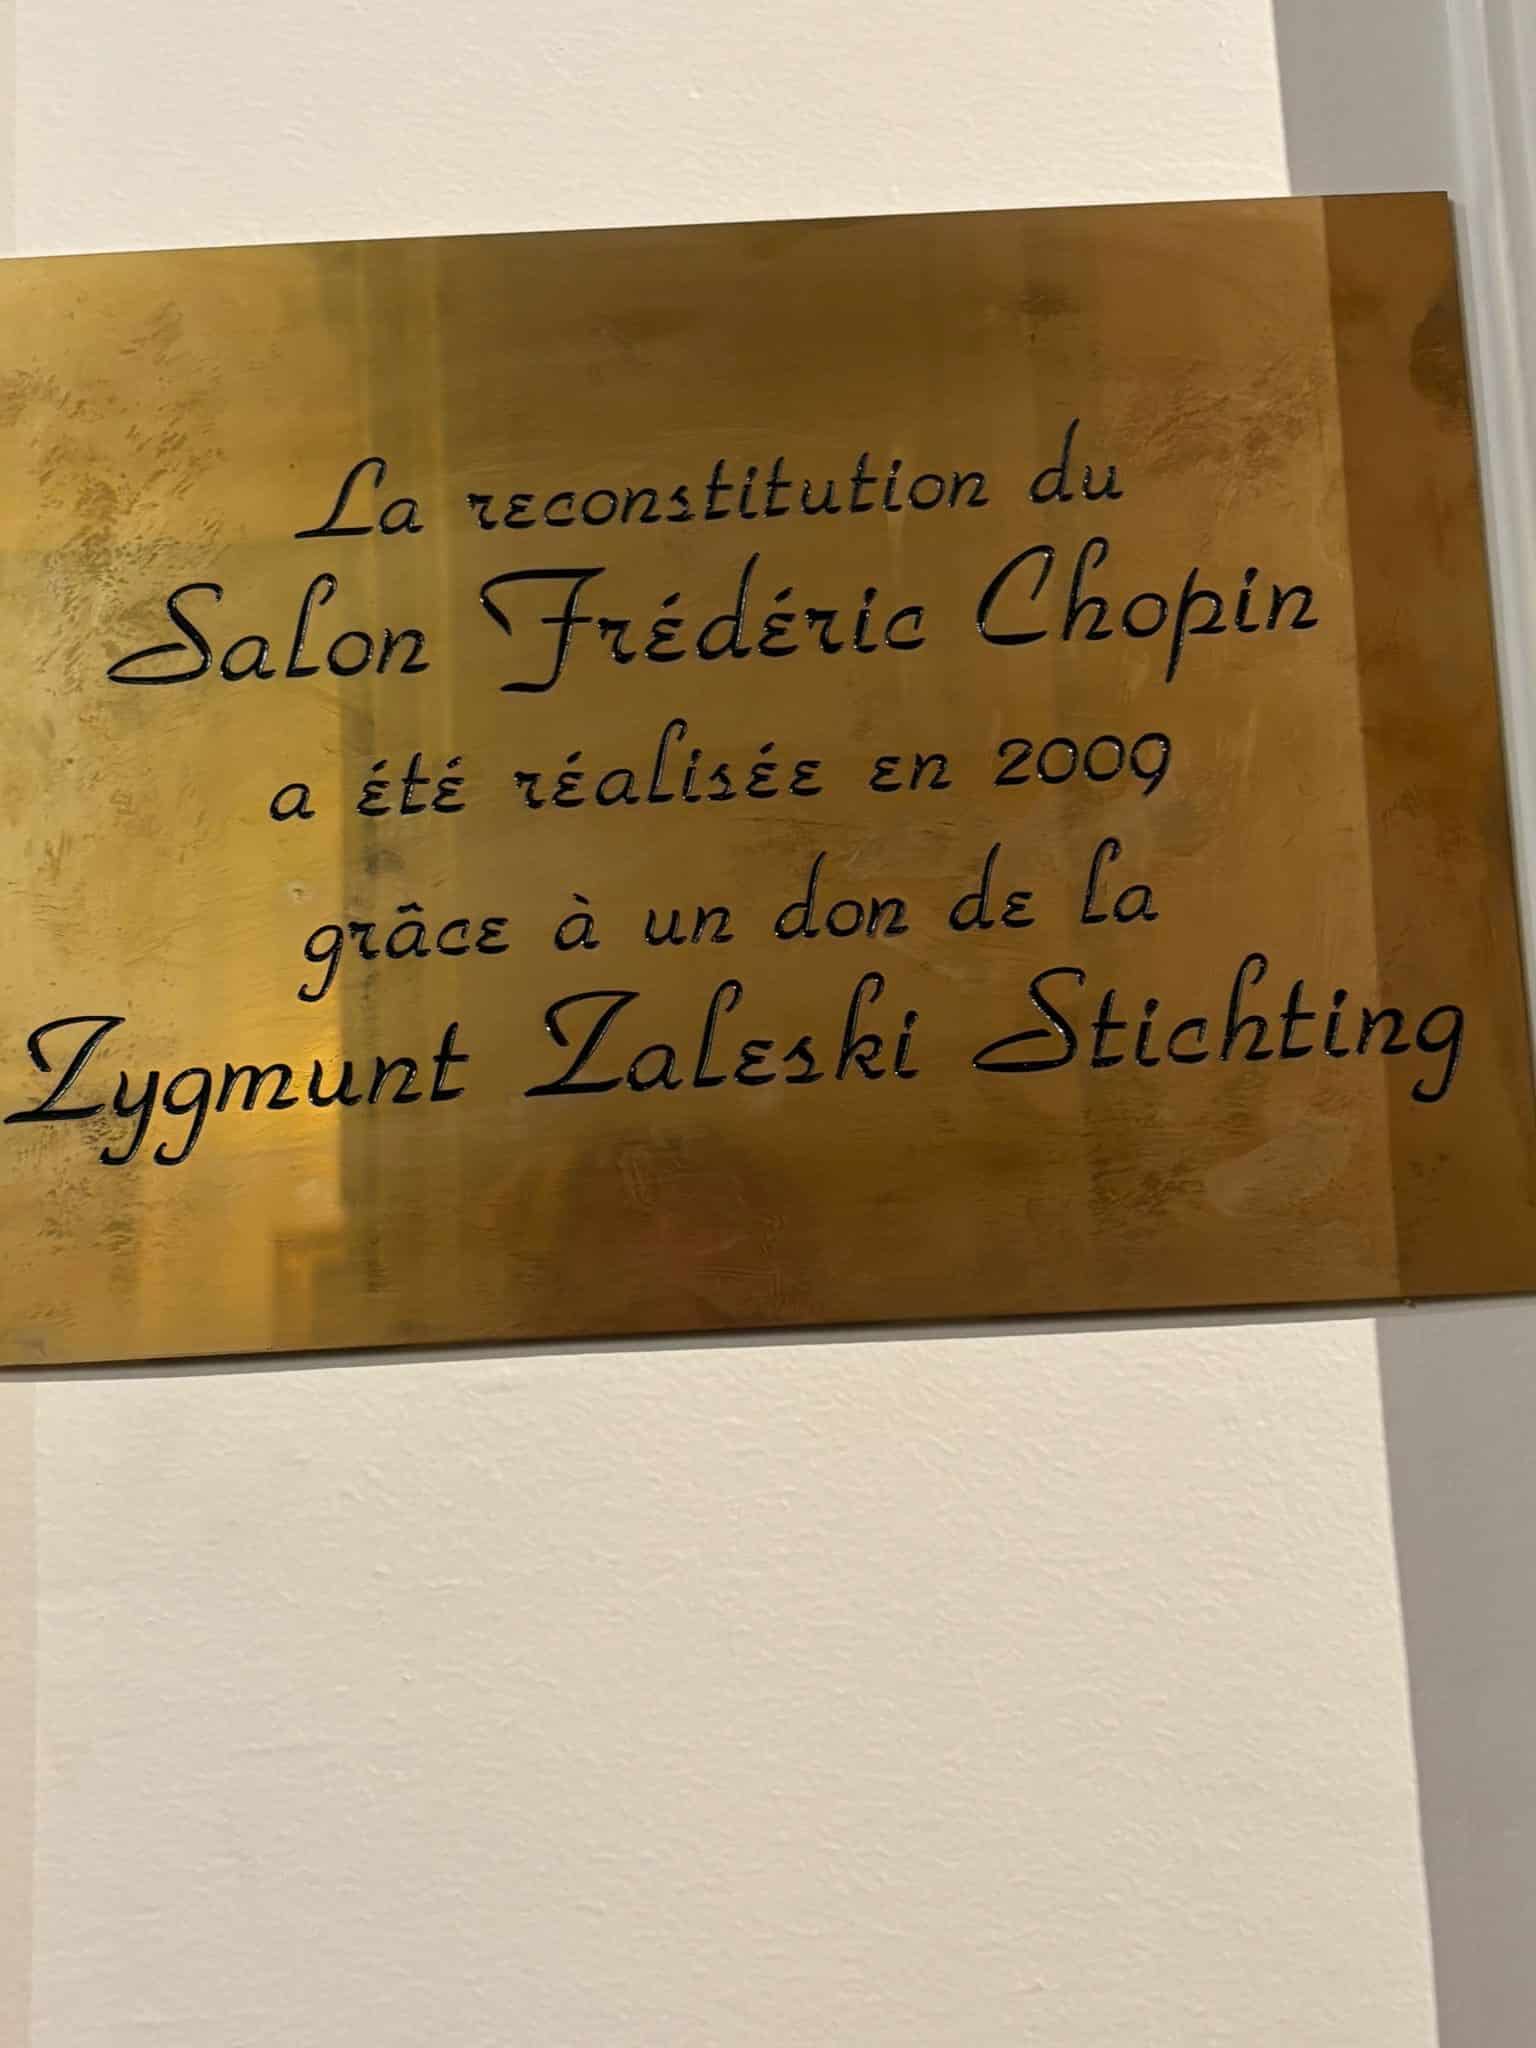 La reconstitution du
Salon Frédéric Chopin
a été réalisée en 2009
grâce à un don de la
Zygmunt Zaleski Stichting